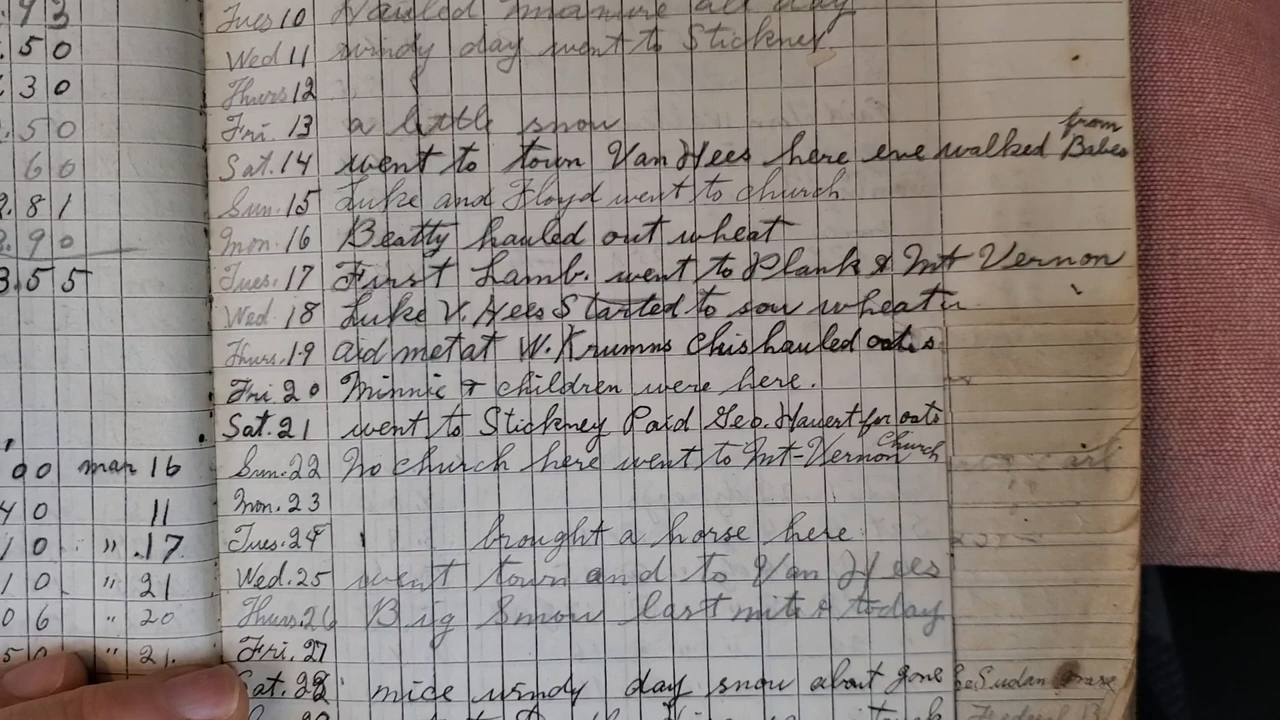 93
50
30
50
60
81
90
3.55
00 mar 16
40 11
10 " .17
10 " 21
06 " 20
50 " 21.
Tues 10 Hauled manure all day
Wed 11 windy day went to Stickney
Thurs 12
Fri. 13 a little snow
from
Sat. 14 went to town Van Hees here eve walked Babes
Sun. 15 Luke and Floyd went to church
Mon. 16 Beatty hauled out wheat
Tues. 17 First Lamb. went to Plank & Mt Vernon
Wed. 18 Luke V. Hees Started to sow wheat
Thurs. 19 aid met at W. Krumns Chis hauled oats
Fri 20 Minnie & children were here.
Sat. 21 went to Stickney Paid Geo. Havert for oats
Church
Sun. 22 No church here went to Mt-Vernon
Mon. 23
Tues. 24 brought a horse here
Wed. 25 went town and to Van Hees
Thurs. 26 Big Snow last nite & today
Fri. 27
Sat. 28 nice windy day snow about gone
Sudan